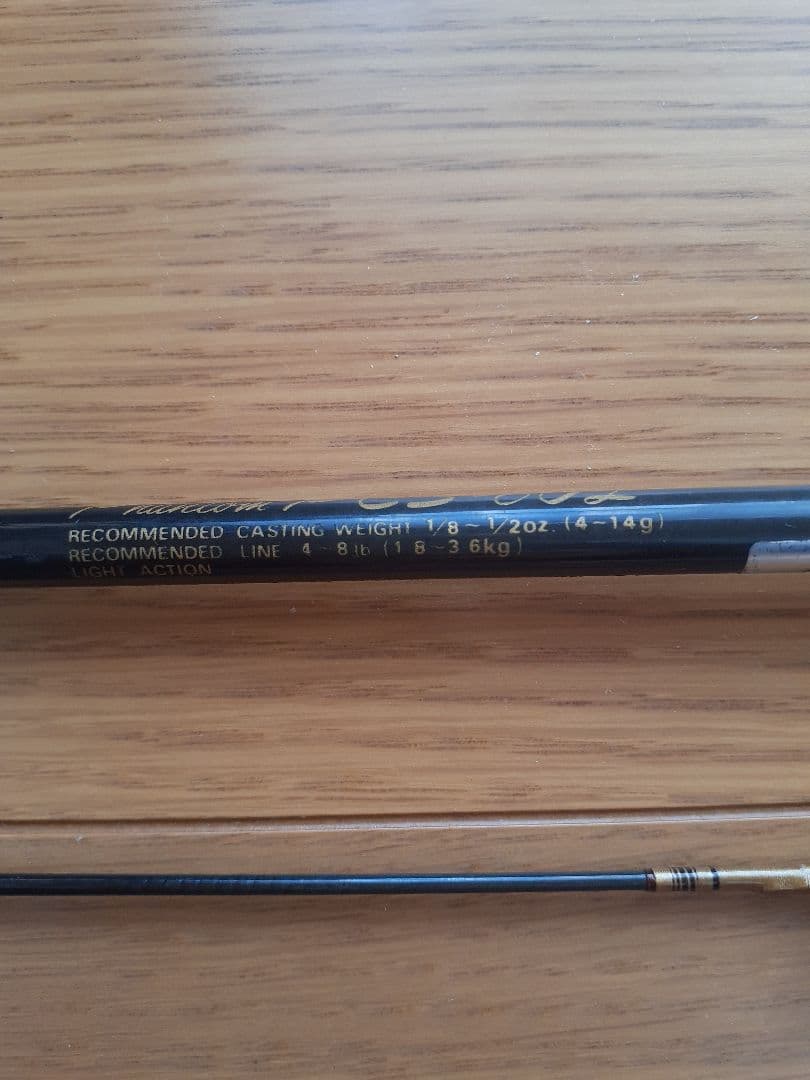 Phantom
RECOMMENDED CASTING WEIGHT 1/8~1/2oz. (4~14g)
RECOMMENDED LINE 4~8lb (1 8~3 6kg)
LIGHT ACTION